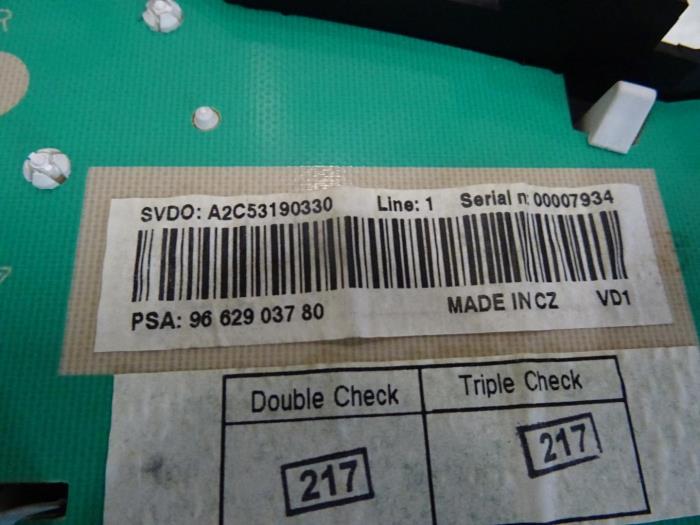 SVDO: A2C53190330 Line: 1 Serial n: 00007934
PSA: 96 629 037 80 MADE IN CZ VD1
Double Check Triple Check
217 217